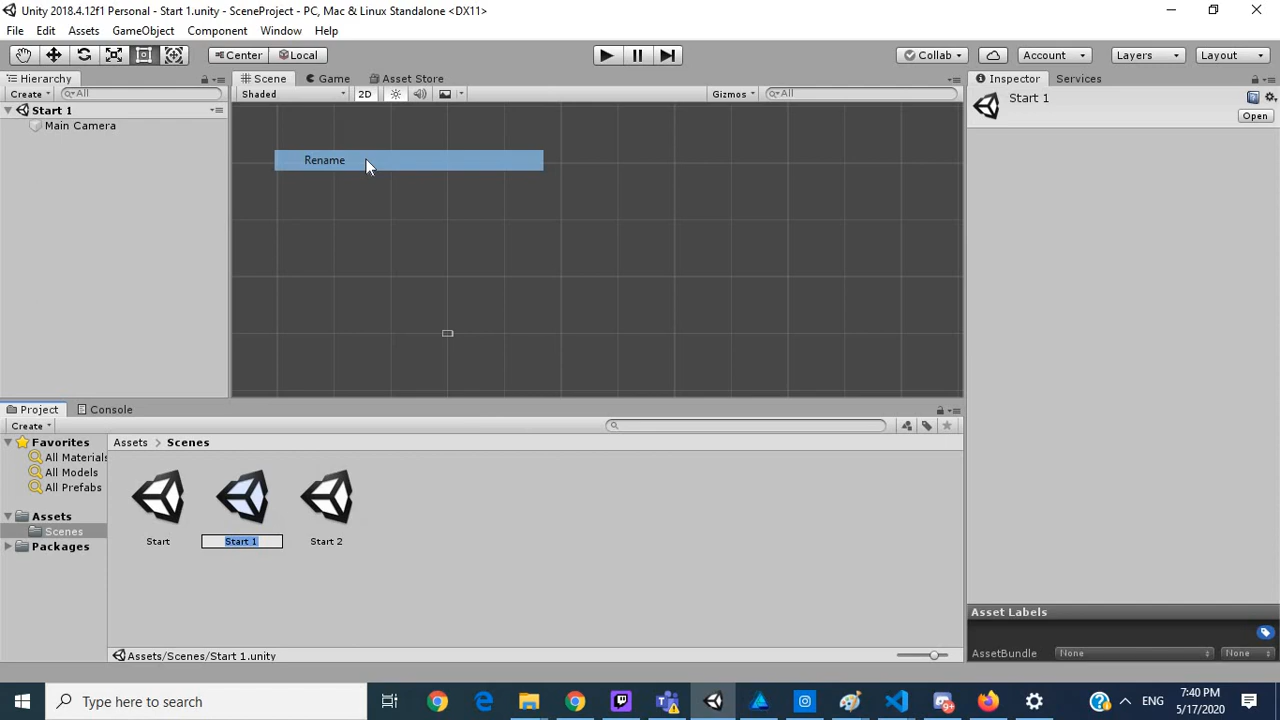 Unity 2018.4.12f1 Personal - Start 1.unity - SceneProject - PC, Mac & Linux Standalone <DX11>
File Edit Assets GameObject Component Window Help
Center Local Collab Account Layers Layout
Hierarchy Scene Game Asset Store Inspector Services
Create All Shaded 2D Gizmos All Start 1
Open
Start 1
Main Camera
Rename
Project Console
Create
Favorites Assets > Scenes
All Materials
All Models
All Prefabs
Assets
Scenes
Packages
Start Start 1 Start 2
Asset Labels
AssetBundle None None
Assets/Scenes/Start 1.unity
Type here to search
ENG
7:40 PM
5/17/2020